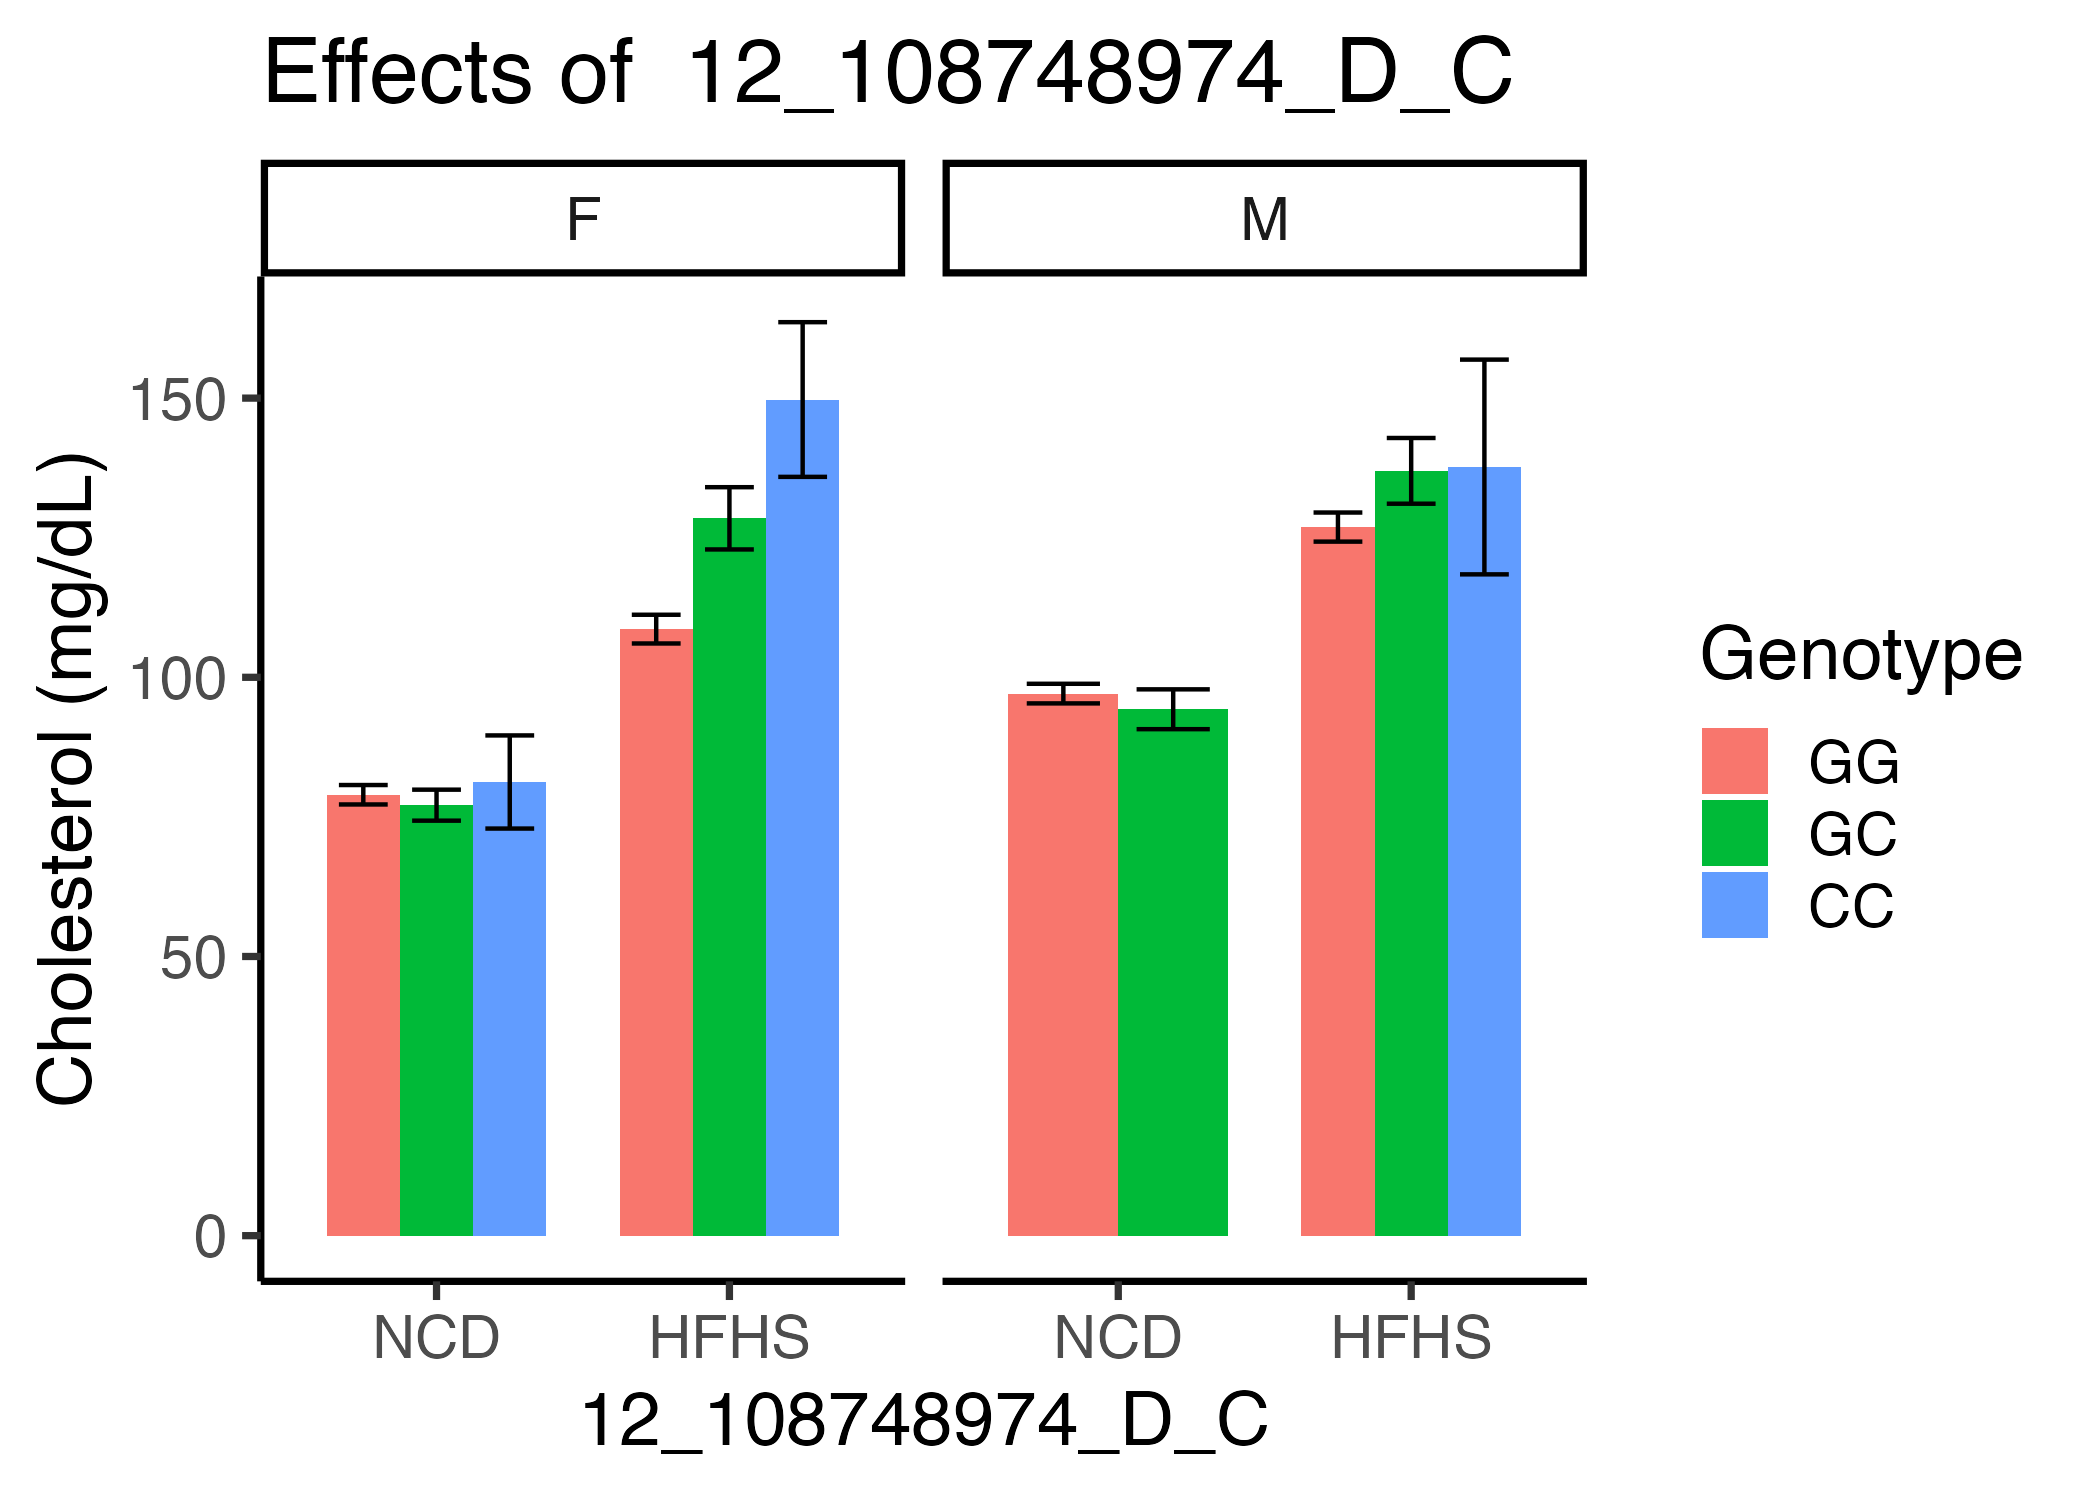 Effects of  12_108748974_D_C
F
M
Cholesterol (mg/dL)
150
100
50
0
NCD
HFHS
NCD
HFHS
12_108748974_D_C
Genotype
GG
GC
CC